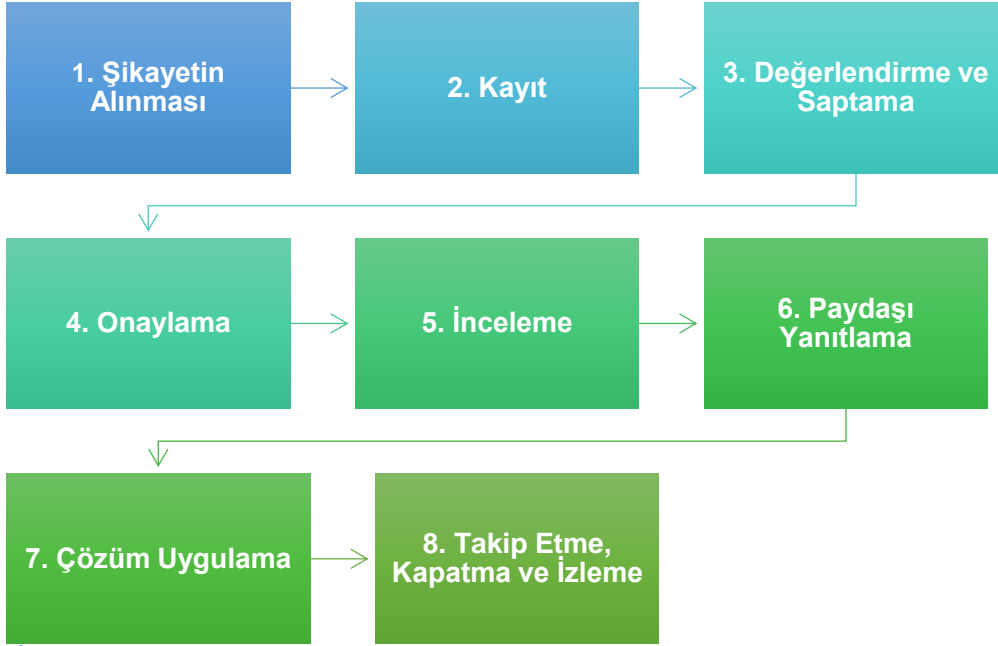 1. Şikayetin
Alınması
2. Kayıt
3. Değerlendirme ve
Saptama
4. Onaylama
5. İnceleme
6. Paydaşı
Yanıtlama
7. Çözüm Uygulama
8. Takip Etme,
Kapatma ve İzleme